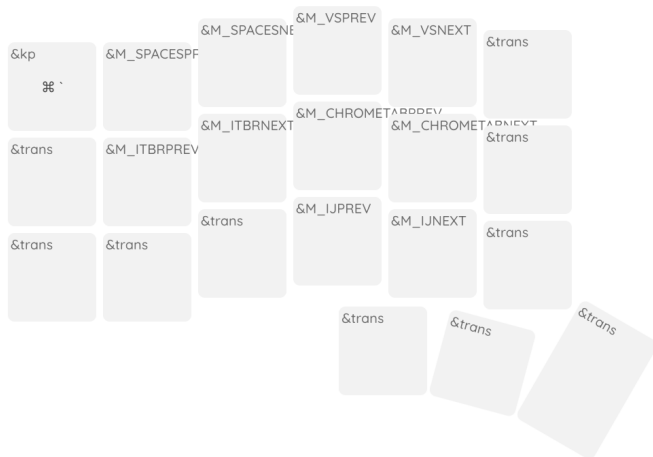 &kp
⌘ `
&M_SPACESPR
&M_SPACESNE
&M_VSPREV
&M_VSNEXT
&trans
&trans
&M_ITBRPREV
&M_ITBRNEXT
&M_CHROMETABPREV
&M_CHROMETABNEXT
&trans
&trans
&trans
&trans
&M_IJPREV
&M_IJNEXT
&trans
&trans
&trans
&trans